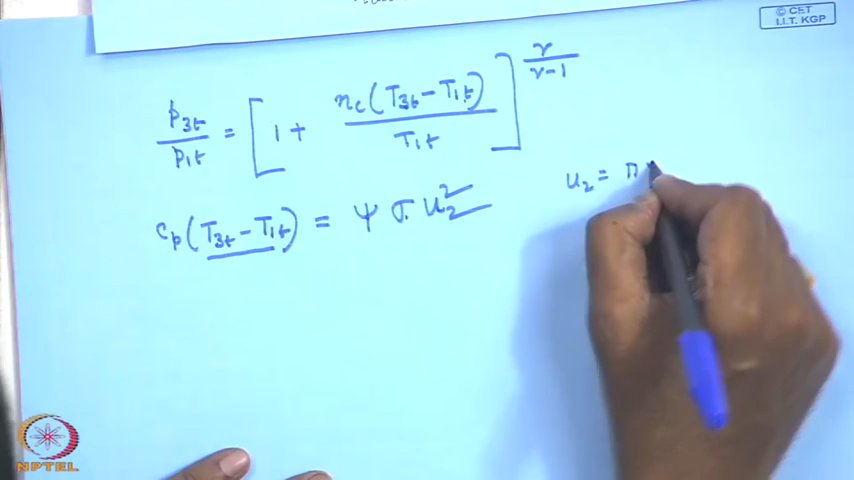 © CET
I.I.T. KGP
p₃t / p₁t = [ 1 + ηc (T₃t − T₁t) / T₁t ]^(γ / (γ − 1))
u₂ = π
cp (T₃t − T₁t) = ψ σ. u₂²
NPTEL